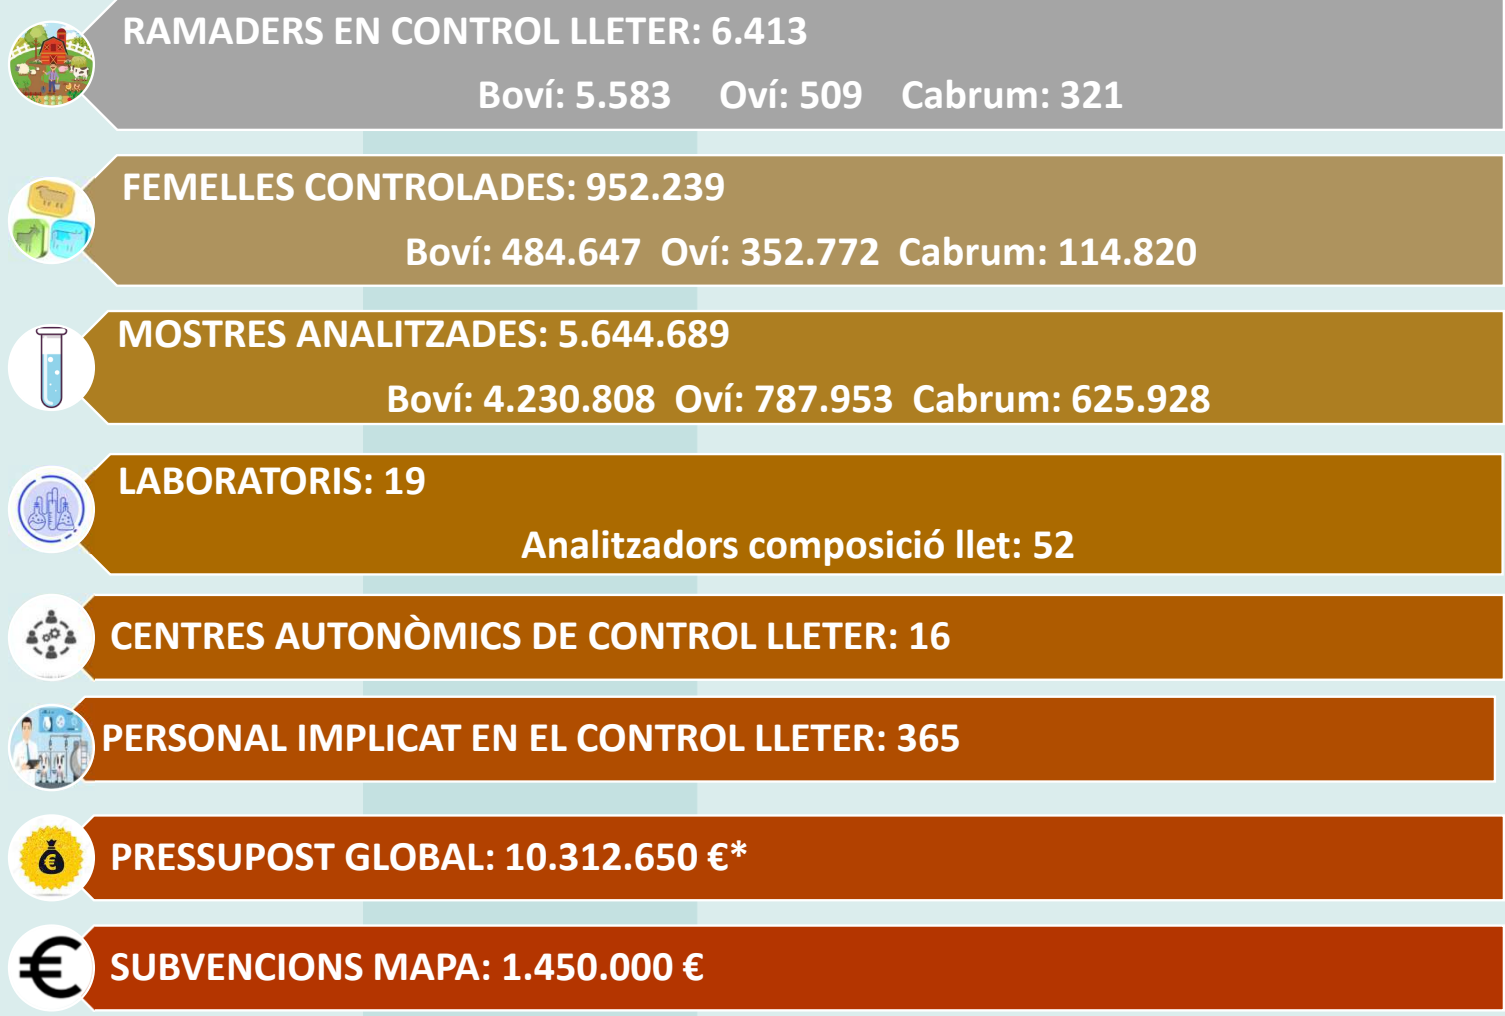 RAMADERS EN CONTROL LLETER: 6.413
Boví: 5.583 Oví: 509 Cabrum: 321
FEMELLES CONTROLADES: 952.239
Boví: 484.647 Oví: 352.772 Cabrum: 114.820
MOSTRES ANALITZADES: 5.644.689
Boví: 4.230.808 Oví: 787.953 Cabrum: 625.928
LABORATORIS: 19
Analitzadors composició llet: 52
CENTRES AUTONÒMICS DE CONTROL LLETER: 16
PERSONAL IMPLICAT EN EL CONTROL LLETER: 365
PRESSUPOST GLOBAL: 10.312.650 €*
SUBVENCIONS MAPA: 1.450.000 €